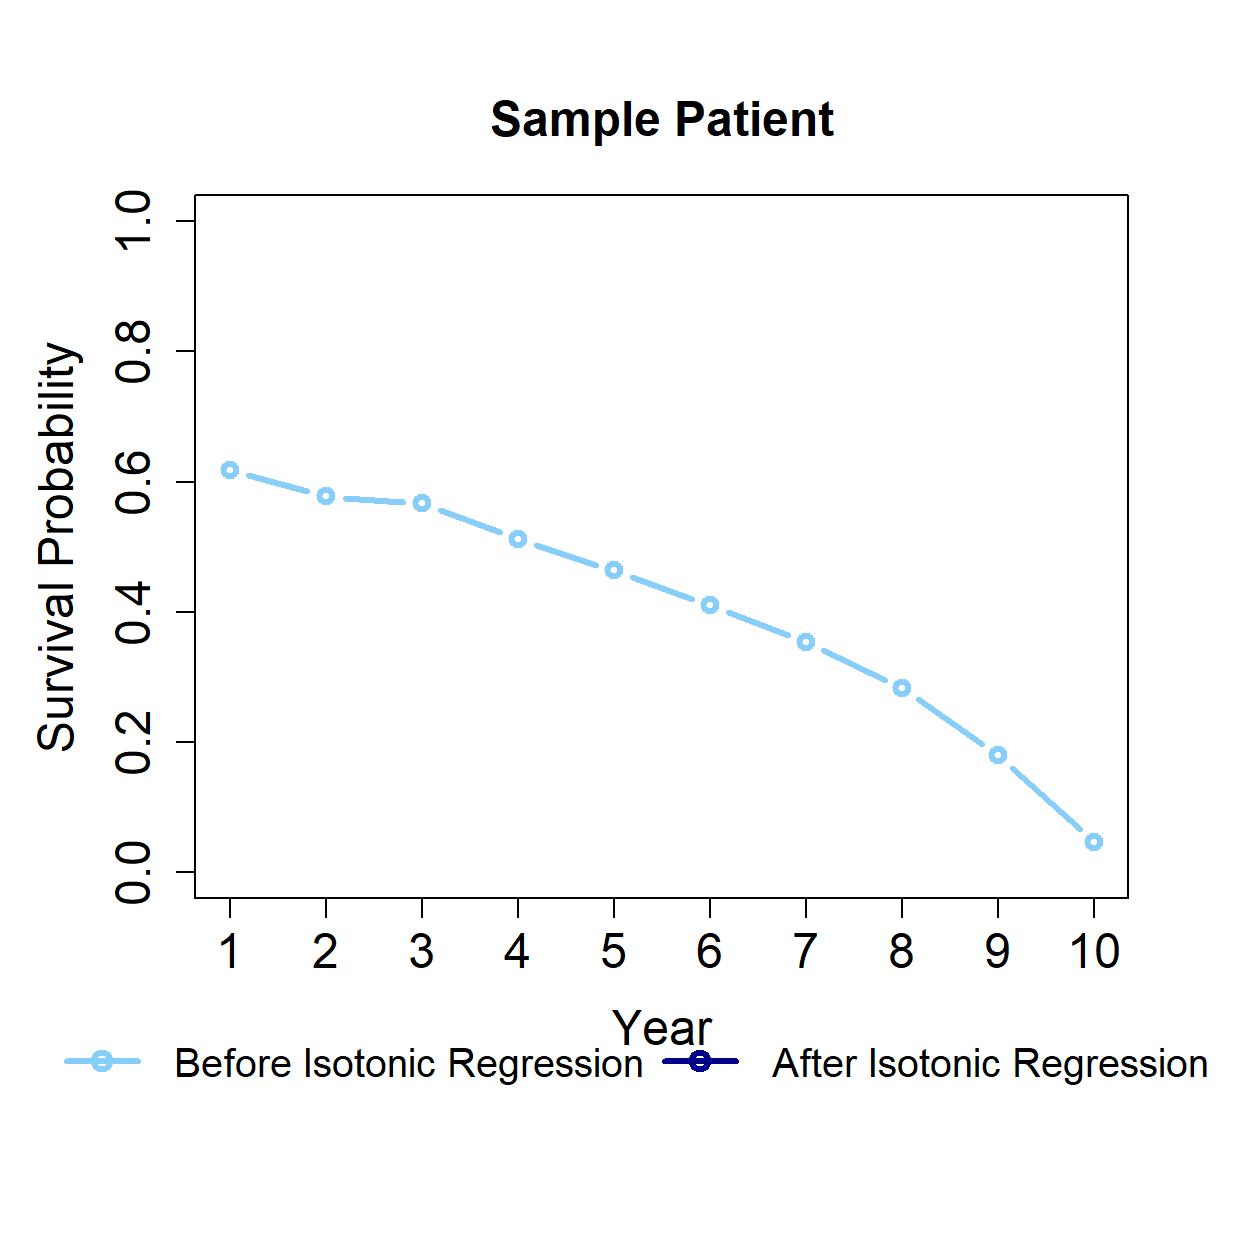 Sample Patient
Survival Probability
1.0
0.8
0.6
0.4
0.2
0.0
1 2 3 4 5 6 7 8 9 10
Year
Before Isotonic Regression After Isotonic Regression